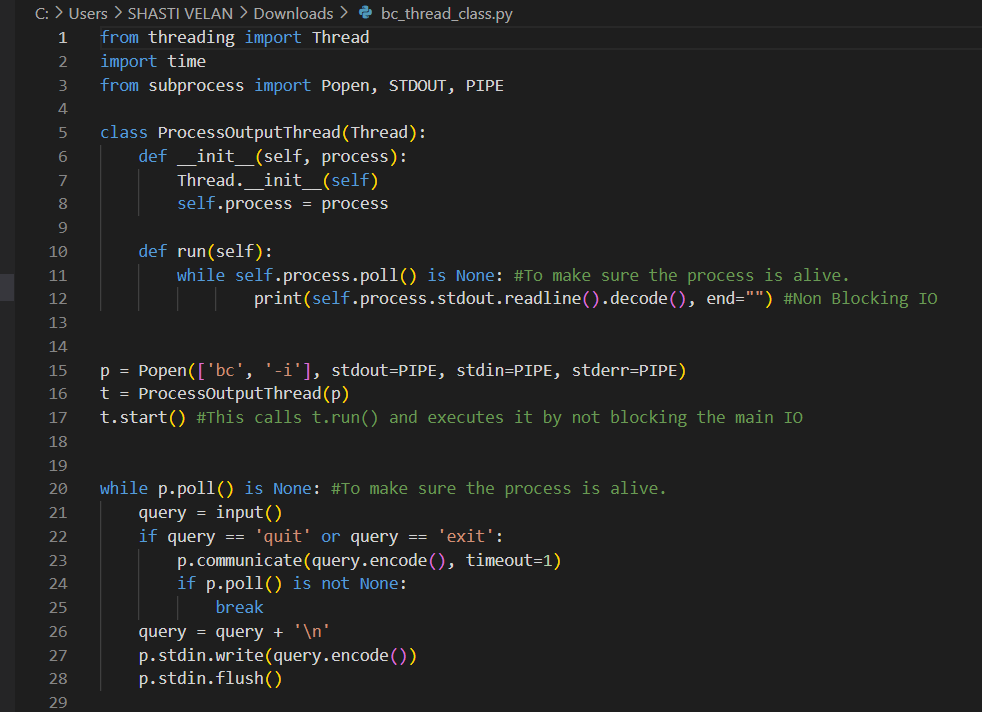 C: > Users > SHASTI VELAN > Downloads > bc_thread_class.py
1 from threading import Thread
2 import time
3 from subprocess import Popen, STDOUT, PIPE
4
5 class ProcessOutputThread(Thread):
6     def __init__(self, process):
7         Thread.__init__(self)
8         self.process = process
9
10     def run(self):
11         while self.process.poll() is None: #To make sure the process is alive.
12                 print(self.process.stdout.readline().decode(), end="") #Non Blocking IO
13
14
15 p = Popen(['bc', '-i'], stdout=PIPE, stdin=PIPE, stderr=PIPE)
16 t = ProcessOutputThread(p)
17 t.start() #This calls t.run() and executes it by not blocking the main IO
18
19
20 while p.poll() is None: #To make sure the process is alive.
21     query = input()
22     if query == 'quit' or query == 'exit':
23         p.communicate(query.encode(), timeout=1)
24         if p.poll() is not None:
25             break
26     query = query + '\n'
27     p.stdin.write(query.encode())
28     p.stdin.flush()
29